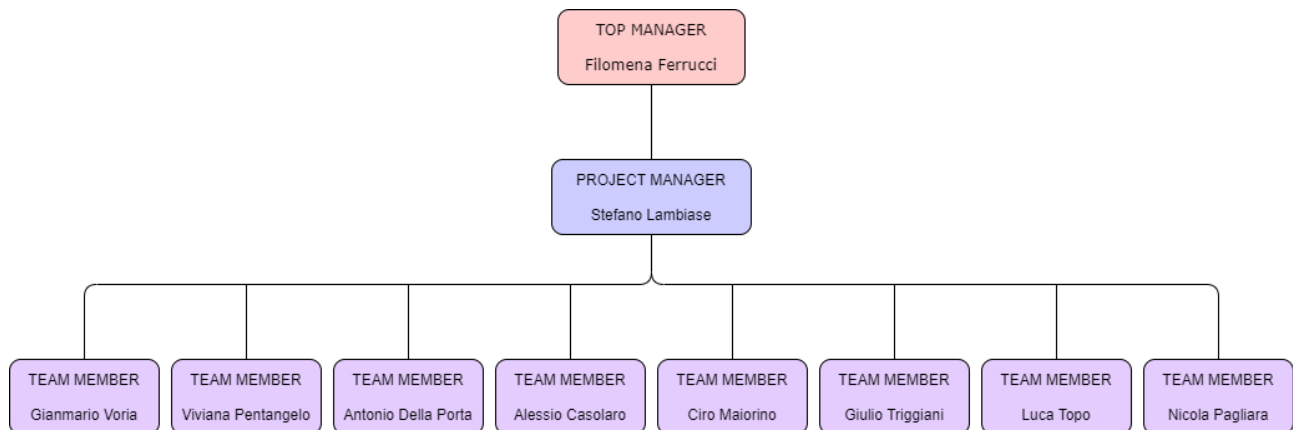 TOP MANAGER
Filomena Ferrucci
PROJECT MANAGER
Stefano Lambiase
TEAM MEMBER
Gianmario Voria
TEAM MEMBER
Viviana Pentangelo
TEAM MEMBER
Antonio Della Porta
TEAM MEMBER
Alessio Casolaro
TEAM MEMBER
Ciro Maiorino
TEAM MEMBER
Giulio Triggiani
TEAM MEMBER
Luca Topo
TEAM MEMBER
Nicola Pagliara